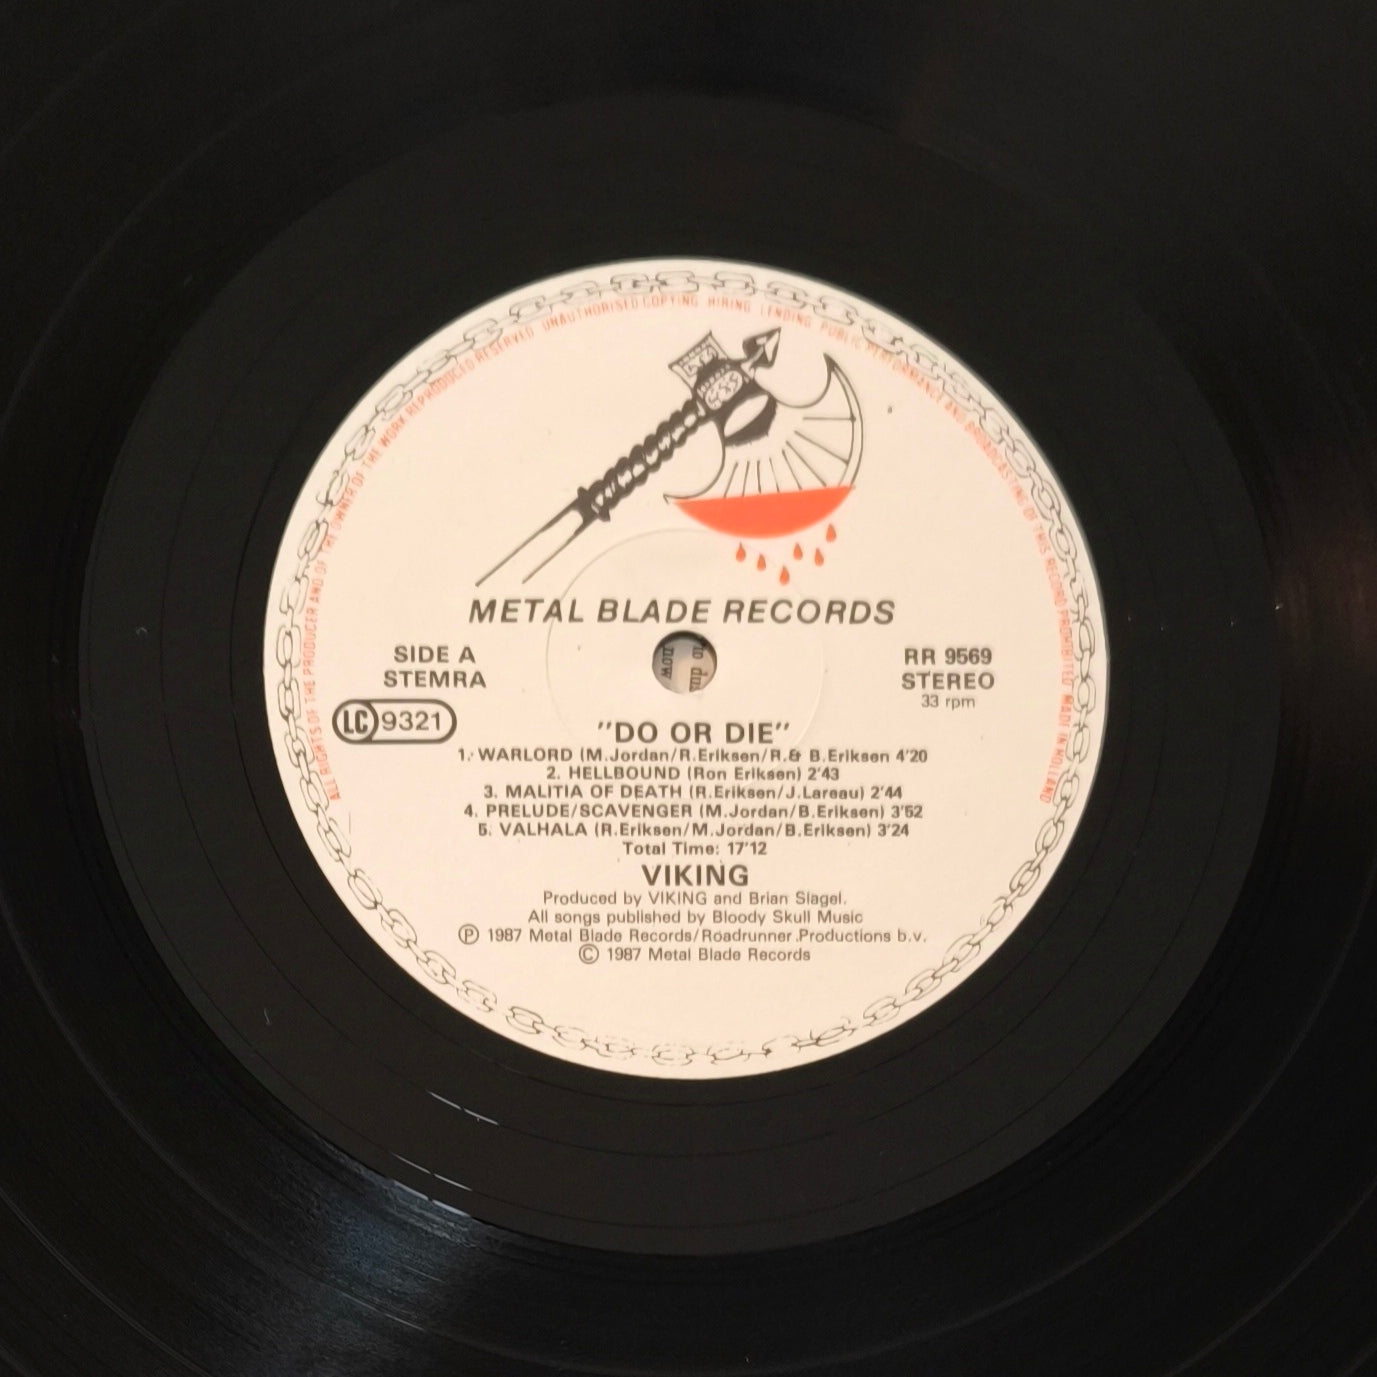 ALL RIGHTS OF THE PRODUCER AND OF THE OWNER OF THE WORK REPRODUCED RESERVED UNAUTHORISED COPYING HIRING LENDING PUBLIC PERFORMANCE AND BROADCASTING OF THIS RECORD PROHIBITED MADE IN HOLLAND
METAL BLADE RECORDS
SIDE A
STEMRA
LC 9321
RR 9569
STEREO
33 rpm
"DO OR DIE"
1. WARLORD (M.Jordan/R.Eriksen/R.& B.Eriksen 4'20
2. HELLBOUND (Ron Eriksen) 2'43
3. MALITIA OF DEATH (R.Eriksen/J.Lareau) 2'44
4. PRELUDE/SCAVENGER (M.Jordan/B.Eriksen) 3'52
5. VALHALA (R.Eriksen/M.Jordan/B.Eriksen) 3'24
Total Time: 17'12
VIKING
Produced by VIKING and Brian Slagel.
All songs published by Bloody Skull Music
Ⓟ 1987 Metal Blade Records/Roadrunner Productions b.v.
© 1987 Metal Blade Records